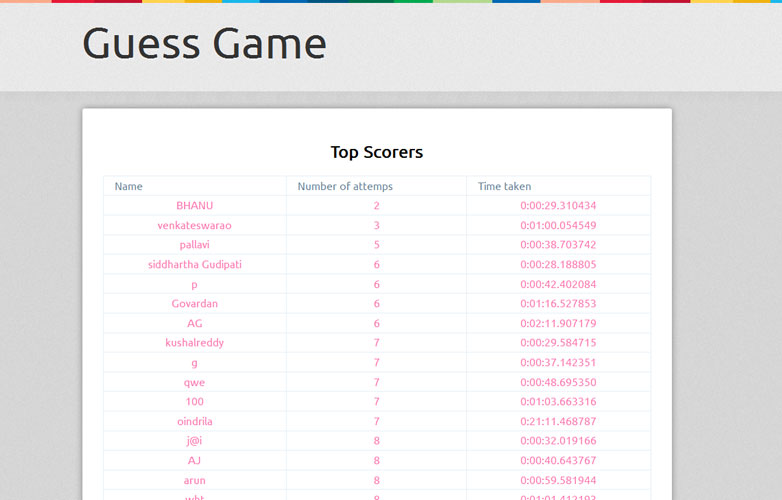 Guess Game
Top Scorers
Name Number of attemps Time taken
BHANU 2 0:00:29.310434
venkateswarao 3 0:01:00.054549
pallavi 5 0:00:38.703742
siddhartha Gudipati 6 0:00:28.188805
p 6 0:00:42.402084
Govardan 6 0:01:16.527853
AG 6 0:02:11.907179
kushalreddy 7 0:00:29.584715
g 7 0:00:37.142351
qwe 7 0:00:48.695350
100 7 0:01:03.663316
oindrila 7 0:21:11.468787
j@i 8 0:00:32.019166
AJ 8 0:00:40.643767
arun 8 0:00:59.581944